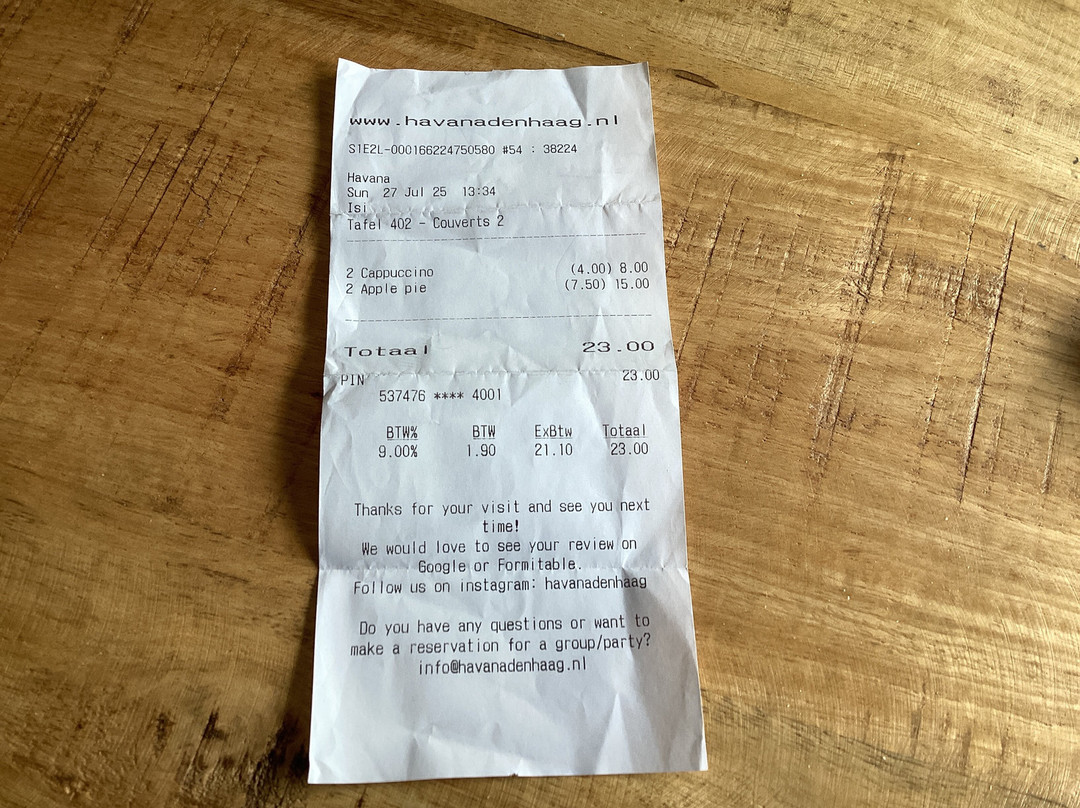 www.havanadenhaag.nl
S1E2L-000166224750580 #54 : 38224
Havana
Sun 27 Jul 25 13:34
Isi
Tafel 402 - Couverts 2
2 Cappuccino (4.00) 8.00
2 Apple pie (7.50) 15.00
Totaal 23.00
PIN 23.00
537476 **** 4001
BTW% BTW ExBtw Totaal
9.00% 1.90 21.10 23.00
Thanks for your visit and see you next
time!
We would love to see your review on
Google or Formitable.
Follow us on instagram: havanadenhaag
Do you have any questions or want to
make a reservation for a group/party?
info@havanadenhaag.nl